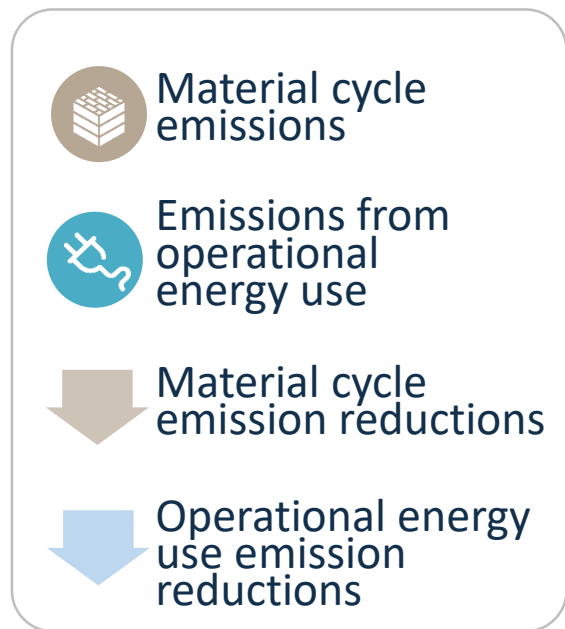 Material cycle
emissions
Emissions from
operational
energy use
Material cycle
emission reductions
Operational energy
use emission
reductions